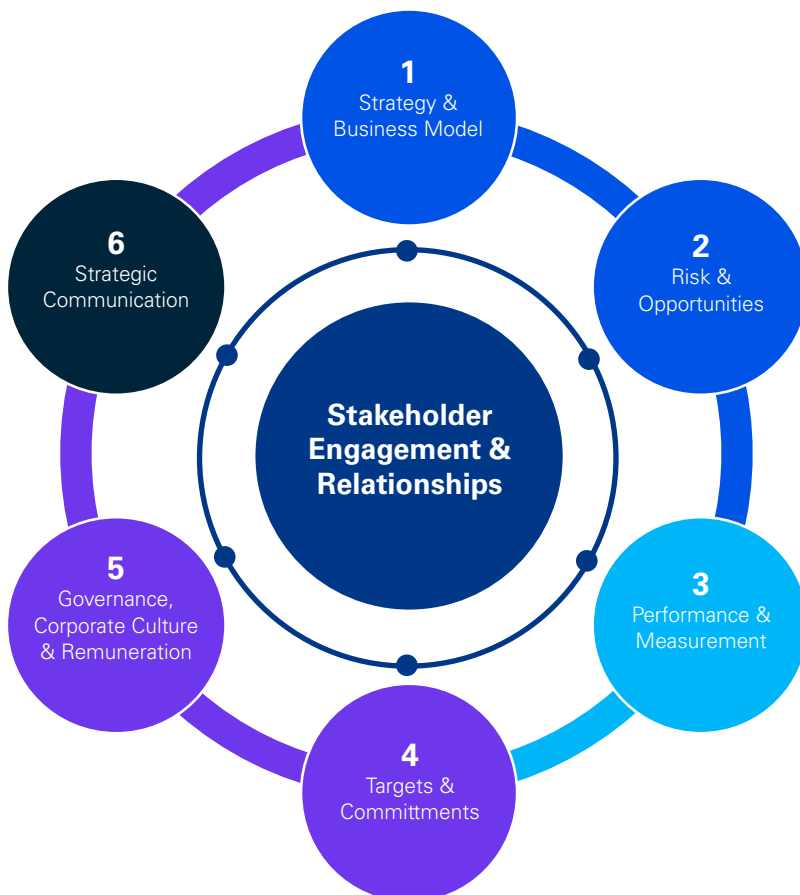 1
Strategy &
Business Model
2
Risk &
Opportunities
3
Performance &
Measurement
4
Targets &
Committments
5
Governance,
Corporate Culture
& Remuneration
6
Strategic
Communication
Stakeholder
Engagement &
Relationships